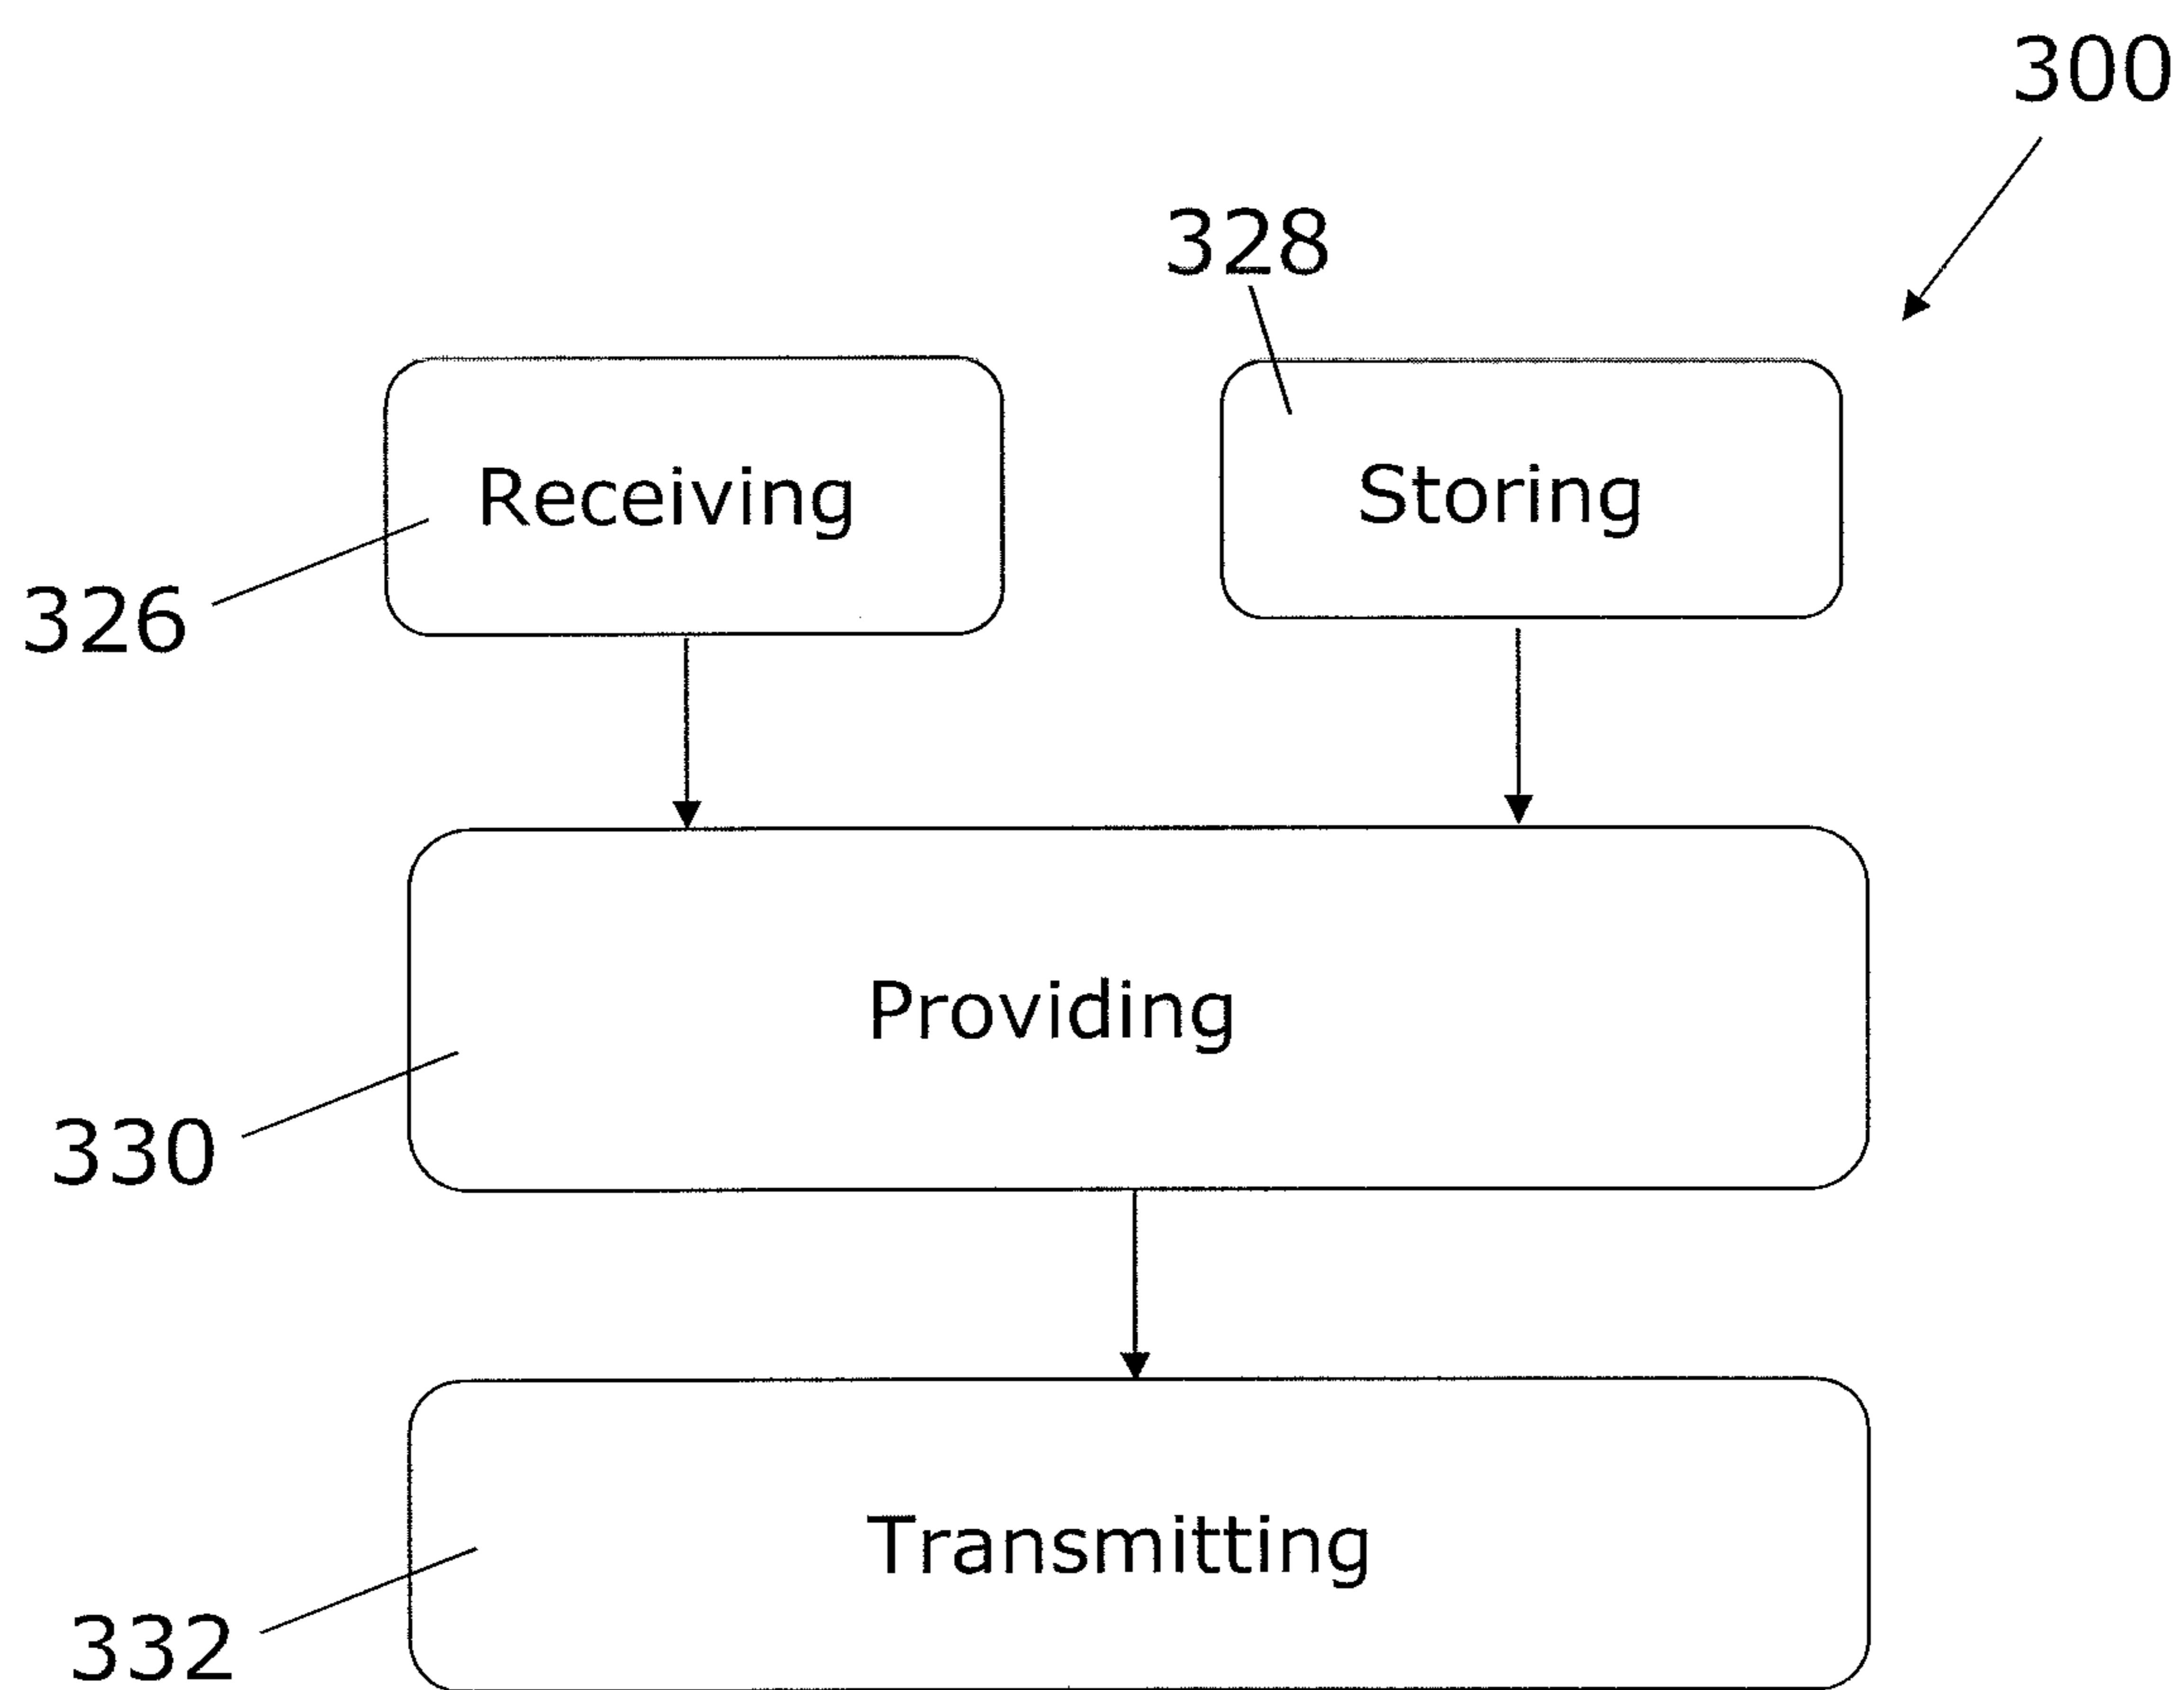 300
328
Receiving
Storing
326
Providing
330
Transmitting
332